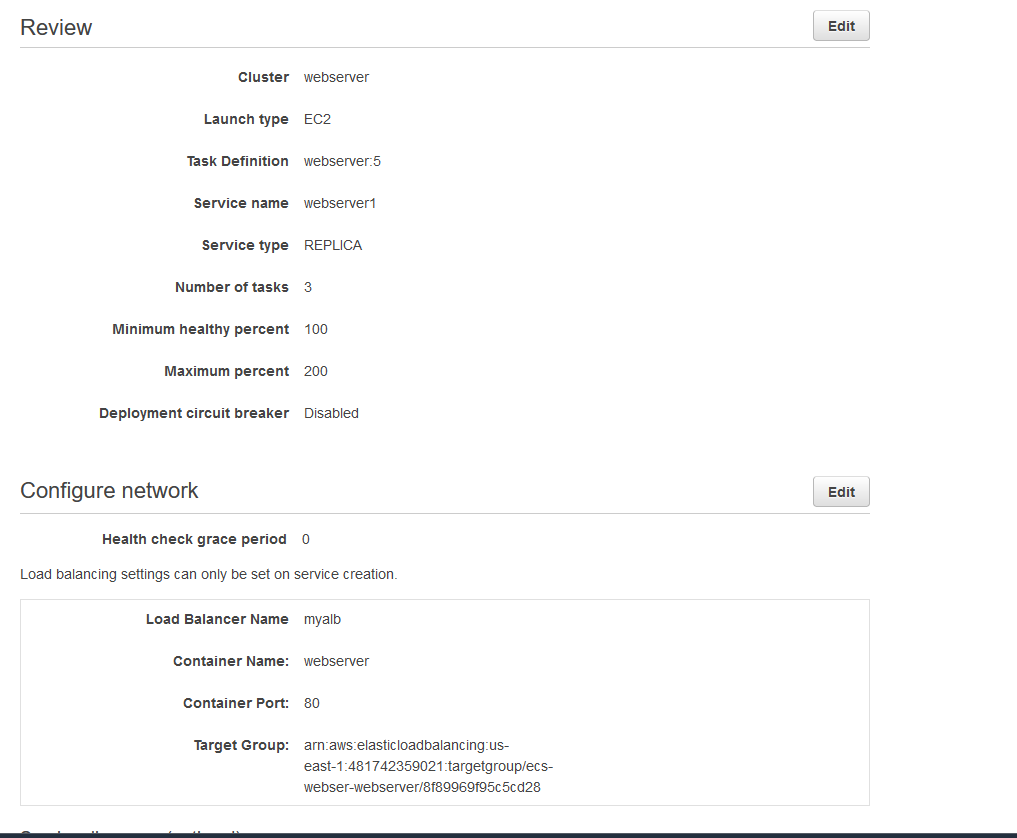 Review
Edit
Cluster webserver
Launch type EC2
Task Definition webserver:5
Service name webserver1
Service type REPLICA
Number of tasks 3
Minimum healthy percent 100
Maximum percent 200
Deployment circuit breaker Disabled
Configure network
Edit
Health check grace period 0
Load balancing settings can only be set on service creation.
Load Balancer Name myalb
Container Name: webserver
Container Port: 80
Target Group: arn:aws:elasticloadbalancing:us-
east-1:481742359021:targetgroup/ecs-
webser-webserver/8f89969f95c5cd28